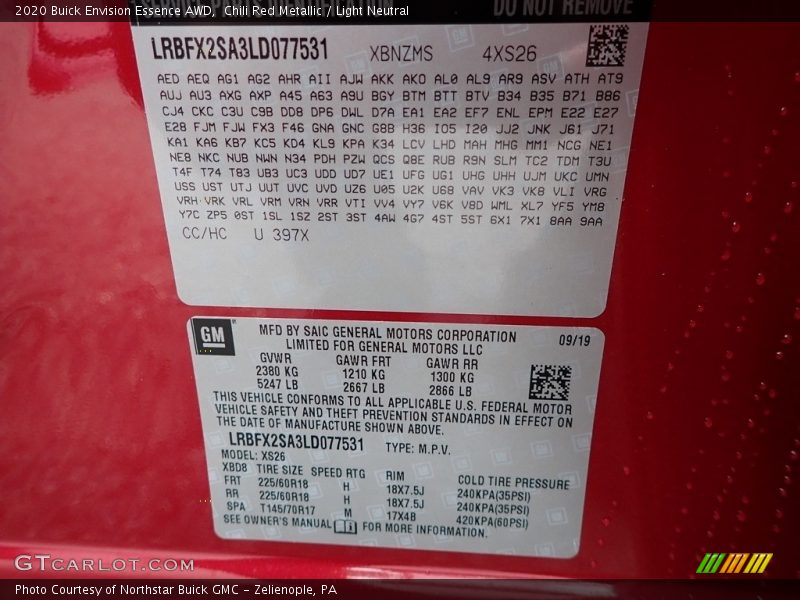 2020 Buick Envision Essence AWD,  Chili Red Metallic / Light Neutral
DO NOT REMOVE
LRBFX2SA3LD077531 XBNZMS 4XS26
AED AEQ AG1 AG2 AHR AII AJW AKK AKO AL0 AL9 AR9 ASV ATH AT9
AUJ AU3 AXG AXP A45 A63 A9U BGY BTM BTT BTV B34 B35 B71 B86
CJ4 CKC C3U C9B DD8 DP6 DWL D7A EA1 EA2 EF7 ENL EPM E22 E27
E28 FJM FJW FX3 F46 GNA GNC G8B H36 IO5 I20 JJ2 JNK J61 J71
KA1 KA6 KB7 KC5 KD4 KL9 KPA K34 LCV LHD MAH MHG MM1 NCG NE1
NE8 NKC NUB NWN N34 PDH PZW QCS Q8E RUB R9N SLM TC2 TDM T3U
T4F T74 T83 UB3 UC3 UDD UD7 UE1 UFG UG1 UHG UHH UJM UKC UMN
USS UST UTJ UUT UVC UVD UZ6 U05 U2K U68 VAV VK3 VK8 VLI VRG
VRH VRK VRL VRM VRN VRR VTI VV4 VY7 V6K V8D WML XL7 YF5 YM8
Y7C ZP5 0ST 1SL 1SZ 2ST 3ST 4AW 4G7 4ST 5ST 6X1 7X1 8AA 9AA
CC/HC U 397X
GM
MFD BY SAIC GENERAL MOTORS CORPORATION 09/19
LIMITED FOR GENERAL MOTORS LLC
GVWR GAWR FRT GAWR RR
2380 KG 1210 KG 1300 KG
5247 LB 2667 LB 2866 LB
THIS VEHICLE CONFORMS TO ALL APPLICABLE U.S. FEDERAL MOTOR
VEHICLE SAFETY AND THEFT PREVENTION STANDARDS IN EFFECT ON
THE DATE OF MANUFACTURE SHOWN ABOVE.
LRBFX2SA3LD077531 TYPE: M.P.V.
MODEL: XS26
XBD8 TIRE SIZE SPEED RTG RIM COLD TIRE PRESSURE
FRT 225/60R18 H 18X7.5J 240KPA(35PSI)
RR 225/60R18 H 18X7.5J 240KPA(35PSI)
SPA T145/70R17 M 17X4B 420KPA(60PSI)
SEE OWNER'S MANUAL FOR MORE INFORMATION.
GTCARLOT.COM
Photo Courtesy of Northstar Buick GMC - Zelienople, PA